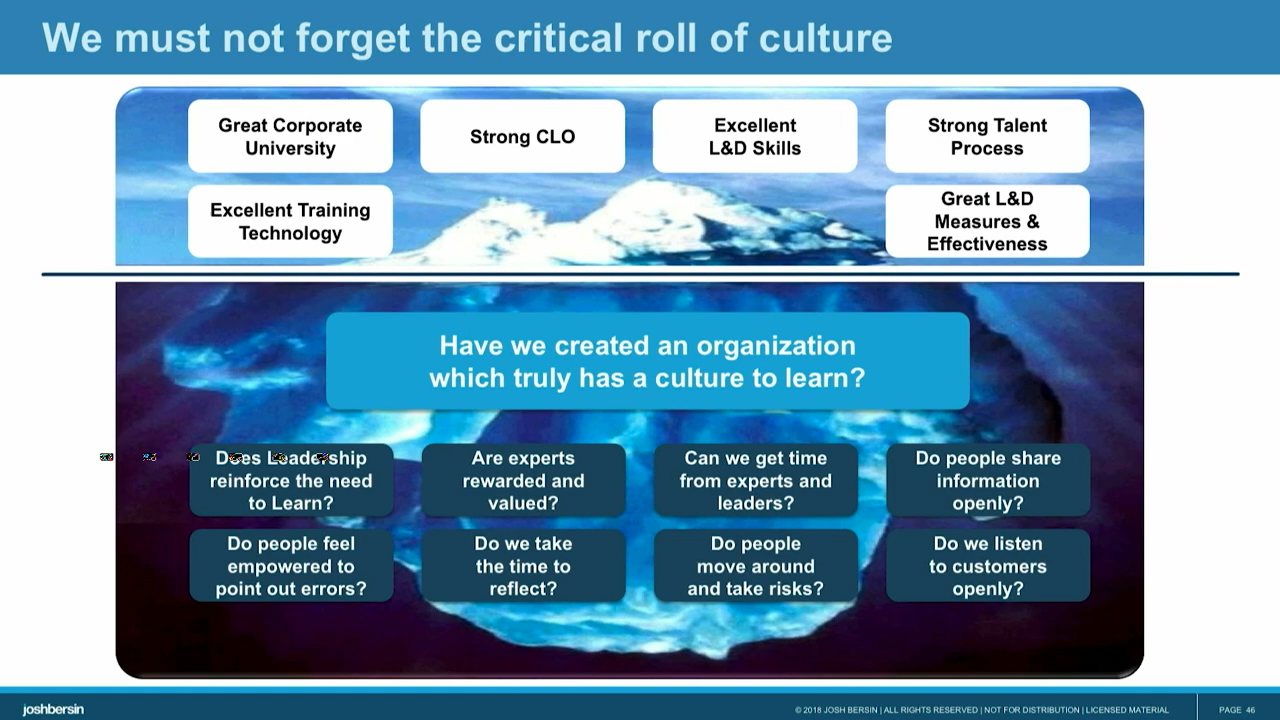 We must not forget the critical roll of culture
Great Corporate
University
Strong CLO
Excellent
L&D Skills
Strong Talent
Process
Excellent Training
Technology
Great L&D
Measures &
Effectiveness
Have we created an organization
which truly has a culture to learn?
Does Leadership
reinforce the need
to Learn?
Are experts
rewarded and
valued?
Can we get time
from experts and
leaders?
Do people share
information
openly?
Do people feel
empowered to
point out errors?
Do we take
the time to
reflect?
Do people
move around
and take risks?
Do we listen
to customers
openly?
joshbersin
© 2018 JOSH BERSIN | ALL RIGHTS RESERVED | NOT FOR DISTRIBUTION | LICENSED MATERIAL
PAGE 46